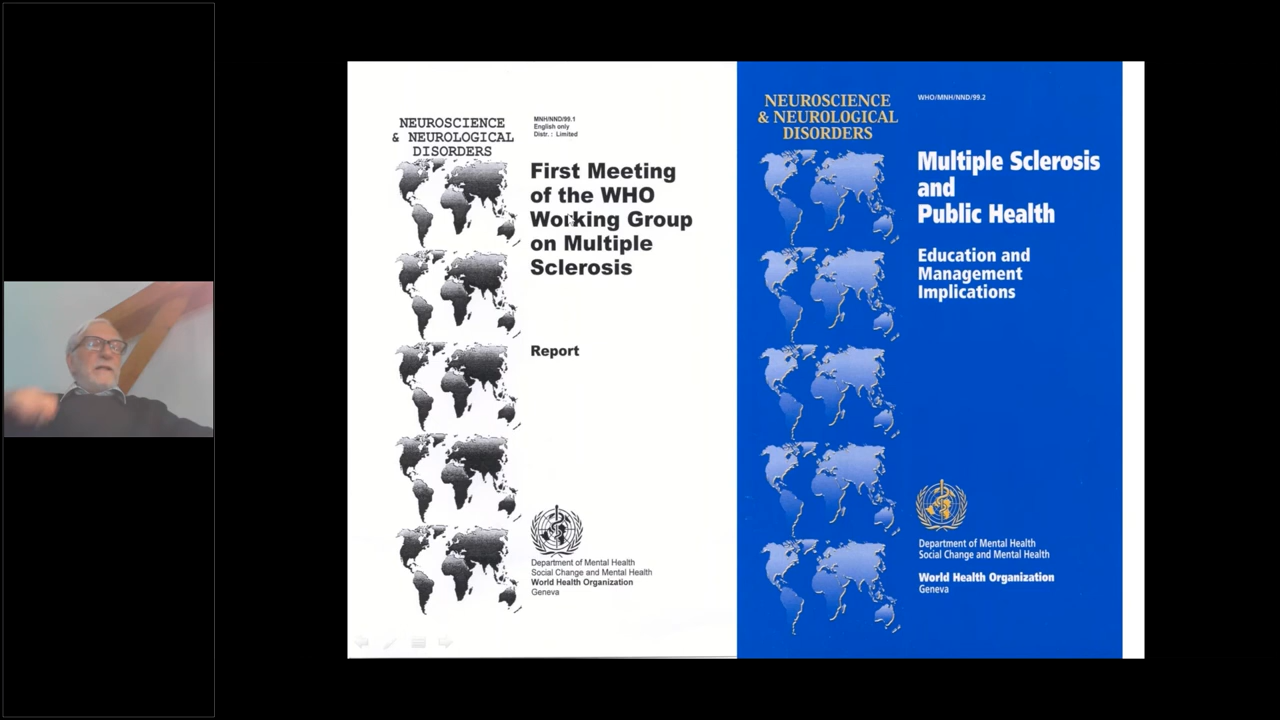 NEUROSCIENCE
& NEUROLOGICAL
DISORDERS
MNH/NND/99.1
English only
Distr. : Limited
First Meeting
of the WHO
Working Group
on Multiple
Sclerosis
Report
Department of Mental Health
Social Change and Mental Health
World Health Organization
Geneva
NEUROSCIENCE
& NEUROLOGICAL
DISORDERS
WHO/MNH/NND/99.2
Multiple Sclerosis
and
Public Health
Education and
Management
Implications
Department of Mental Health
Social Change and Mental Health
World Health Organization
Geneva